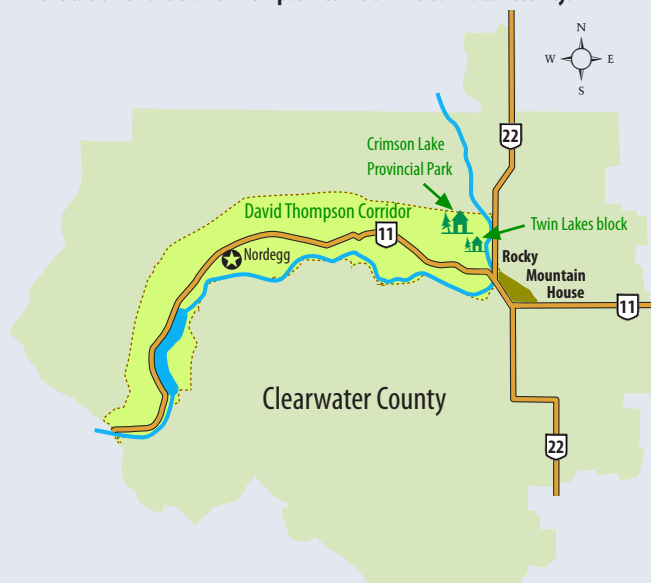 N
W E
S
22
Crimson Lake
Provincial Park
David Thompson Corridor
11
Twin Lakes block
Nordegg
Rocky
Mountain
House
11
Clearwater County
22